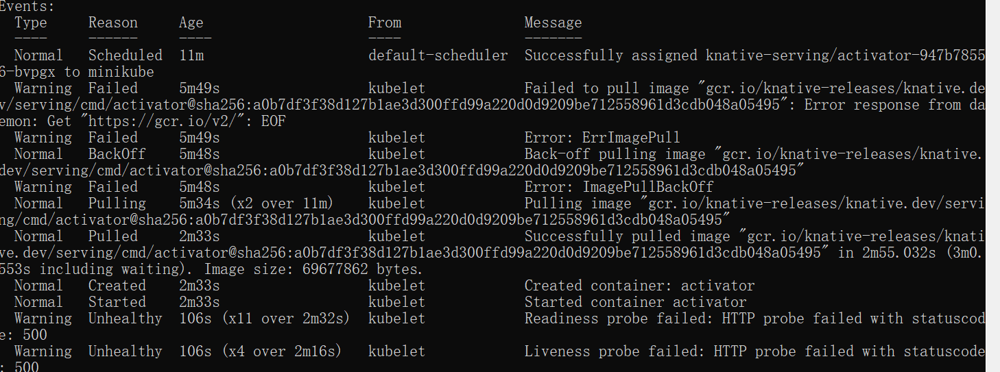 Events:
  Type     Reason     Age                    From               Message
  ----     ------     ----                   ----               -------
  Normal   Scheduled  11m                    default-scheduler  Successfully assigned knative-serving/activator-947b7855
6-bvpgx to minikube
  Warning  Failed     5m49s                  kubelet            Failed to pull image "gcr.io/knative-releases/knative.de
v/serving/cmd/activator@sha256:a0b7df3f38d127b1ae3d300ffd99a220d0d9209be712558961d3cdb048a05495": Error response from da
emon: Get "https://gcr.io/v2/": EOF
  Warning  Failed     5m49s                  kubelet            Error: ErrImagePull
  Normal   BackOff    5m48s                  kubelet            Back-off pulling image "gcr.io/knative-releases/knative.
dev/serving/cmd/activator@sha256:a0b7df3f38d127b1ae3d300ffd99a220d0d9209be712558961d3cdb048a05495"
  Warning  Failed     5m48s                  kubelet            Error: ImagePullBackOff
  Normal   Pulling    5m34s (x2 over 11m)    kubelet            Pulling image "gcr.io/knative-releases/knative.dev/servi
ng/cmd/activator@sha256:a0b7df3f38d127b1ae3d300ffd99a220d0d9209be712558961d3cdb048a05495"
  Normal   Pulled     2m33s                  kubelet            Successfully pulled image "gcr.io/knative-releases/knati
ve.dev/serving/cmd/activator@sha256:a0b7df3f38d127b1ae3d300ffd99a220d0d9209be712558961d3cdb048a05495" in 2m55.032s (3m0.
553s including waiting). Image size: 69677862 bytes.
  Normal   Created    2m33s                  kubelet            Created container: activator
  Normal   Started    2m33s                  kubelet            Started container activator
  Warning  Unhealthy  106s (x11 over 2m32s)  kubelet            Readiness probe failed: HTTP probe failed with statuscod
e: 500
  Warning  Unhealthy  106s (x4 over 2m16s)   kubelet            Liveness probe failed: HTTP probe failed with statuscode
: 500